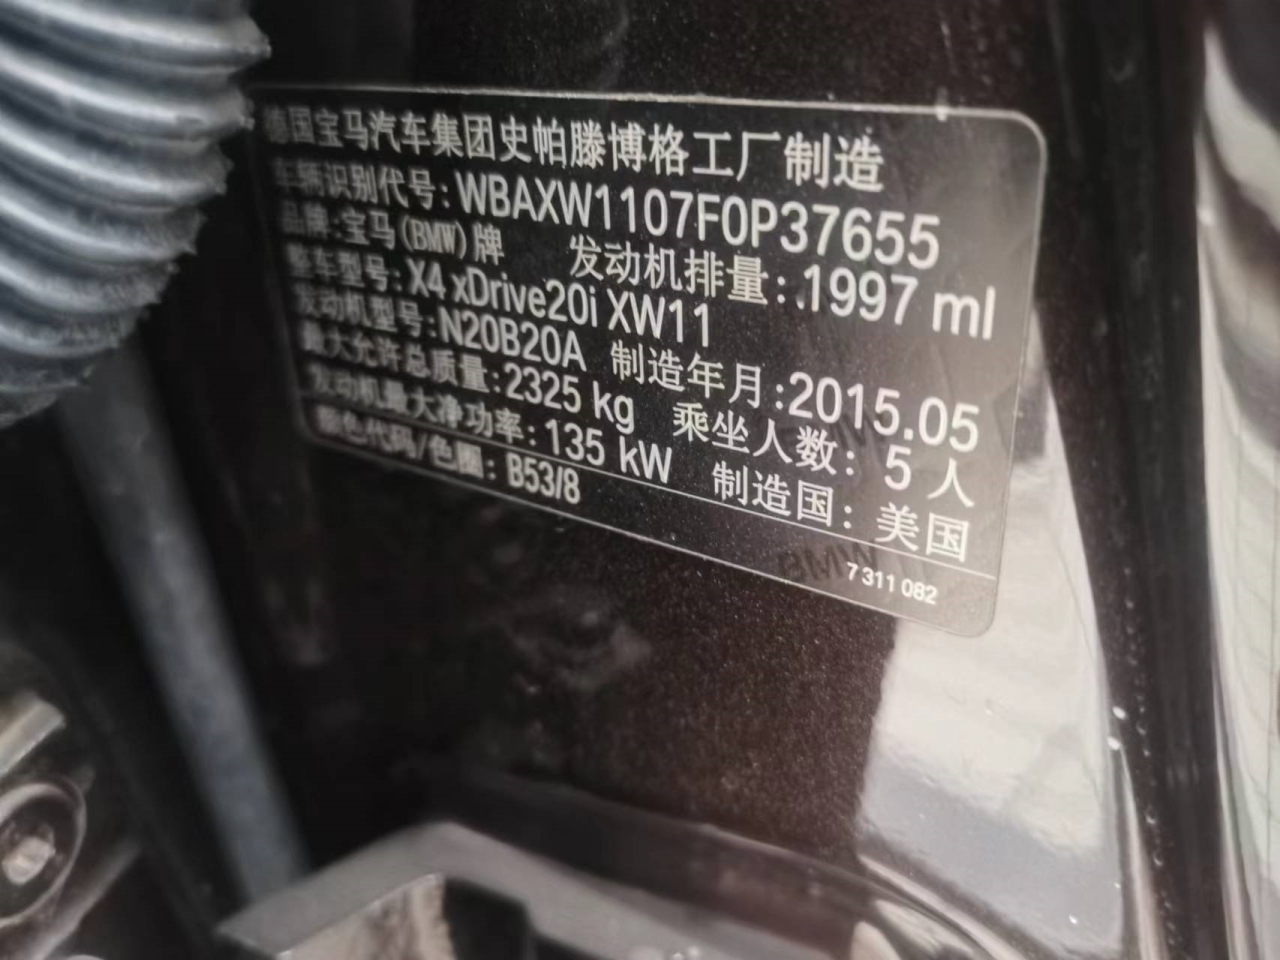 德国宝马汽车集团史帕滕博格工厂制造
车辆识别代号:WBAXW1107F0P37655
品牌:宝马(BMW)牌 发动机排量:1997 ml
整车型号:X4 xDrive20i XW11
发动机型号:N20B20A 制造年月:2015.05
最大允许总质量:2325 kg 乘坐人数: 5 人
发动机最大净功率:135 kW 制造国:美国
颜色代码/色圈:B53/8
BMW
7 311 082